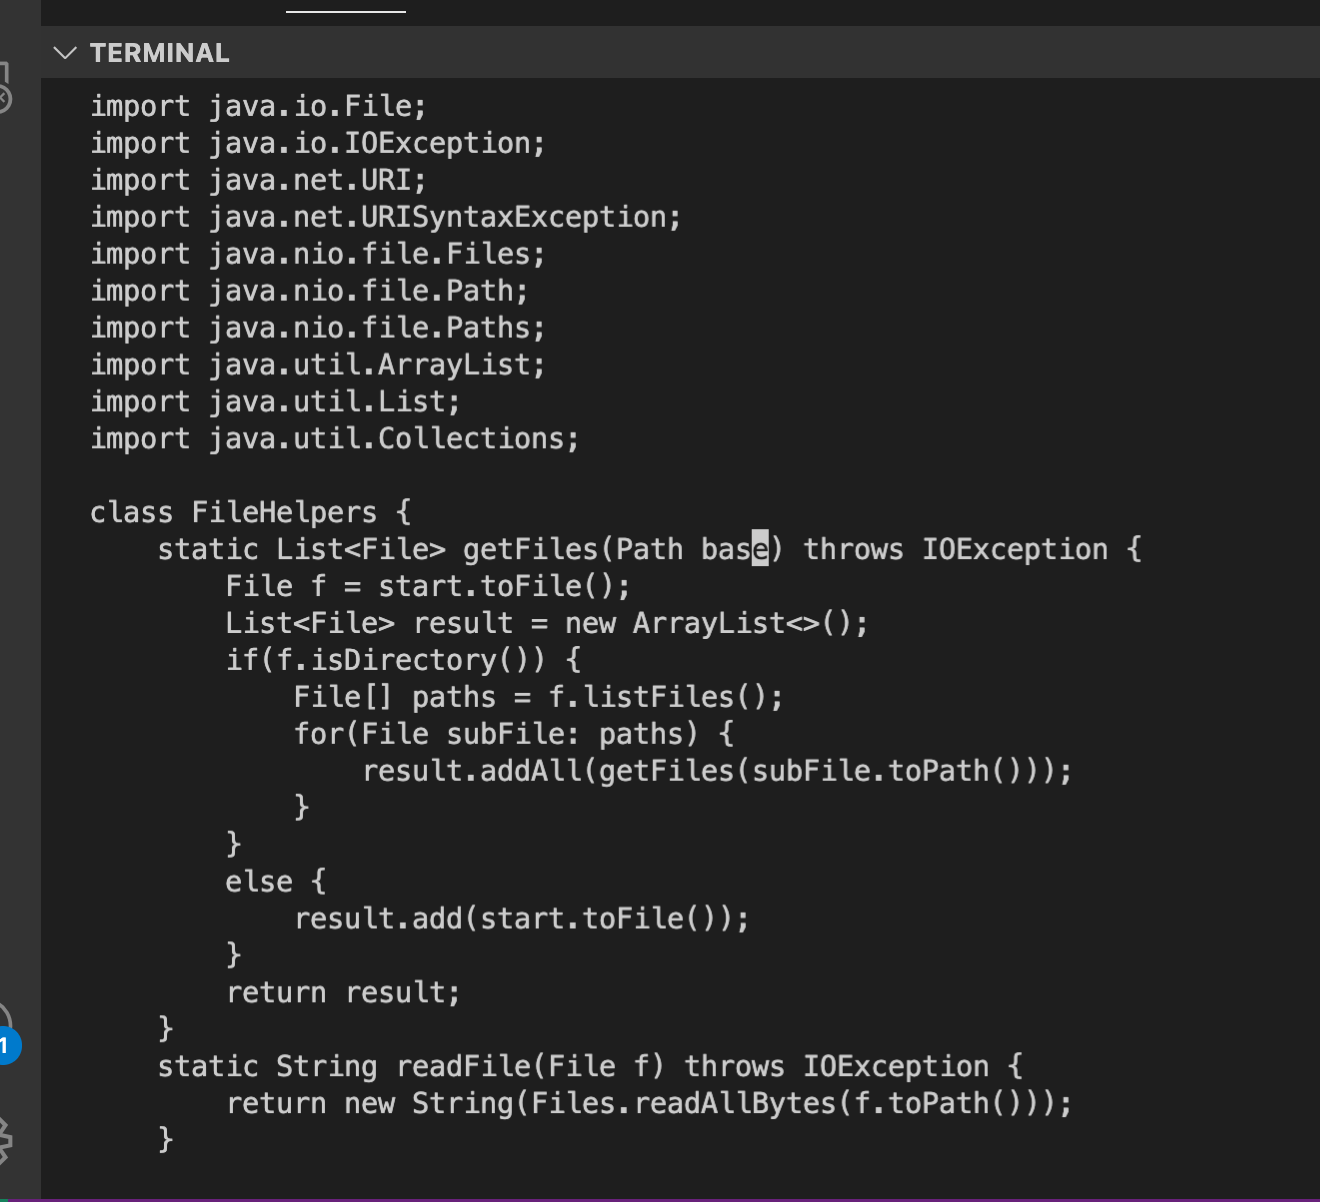 TERMINAL
import java.io.File;
import java.io.IOException;
import java.net.URI;
import java.net.URISyntaxException;
import java.nio.file.Files;
import java.nio.file.Path;
import java.nio.file.Paths;
import java.util.ArrayList;
import java.util.List;
import java.util.Collections;

class FileHelpers {
    static List<File> getFiles(Path base) throws IOException {
        File f = start.toFile();
        List<File> result = new ArrayList<>();
        if(f.isDirectory()) {
            File[] paths = f.listFiles();
            for(File subFile: paths) {
                result.addAll(getFiles(subFile.toPath()));
            }
        }
        else {
            result.add(start.toFile());
        }
        return result;
    }
    static String readFile(File f) throws IOException {
        return new String(Files.readAllBytes(f.toPath()));
    }
1